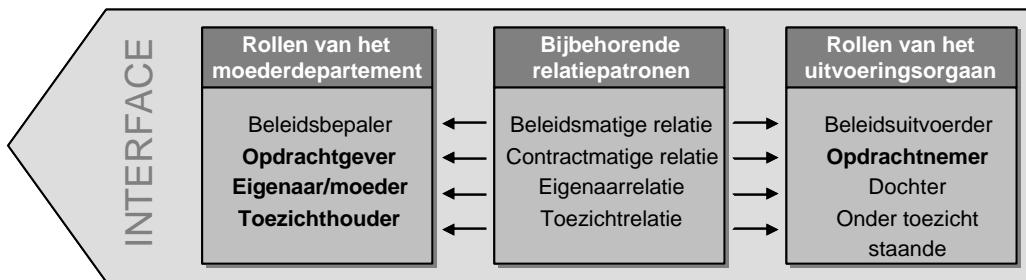 INTERFACE
Rollen van het
moederdepartement
Beleidsbepaler
Opdrachtgever
Eigenaar/moeder
Toezichthouder
Bijbehorende
relatiepatronen
Beleidsmatige relatie
Contractmatige relatie
Eigenaarrelatie
Toezichtrelatie
Rollen van het
uitvoeringsorgaan
Beleidsuitvoerder
Opdrachtnemer
Dochter
Onder toezicht
staande